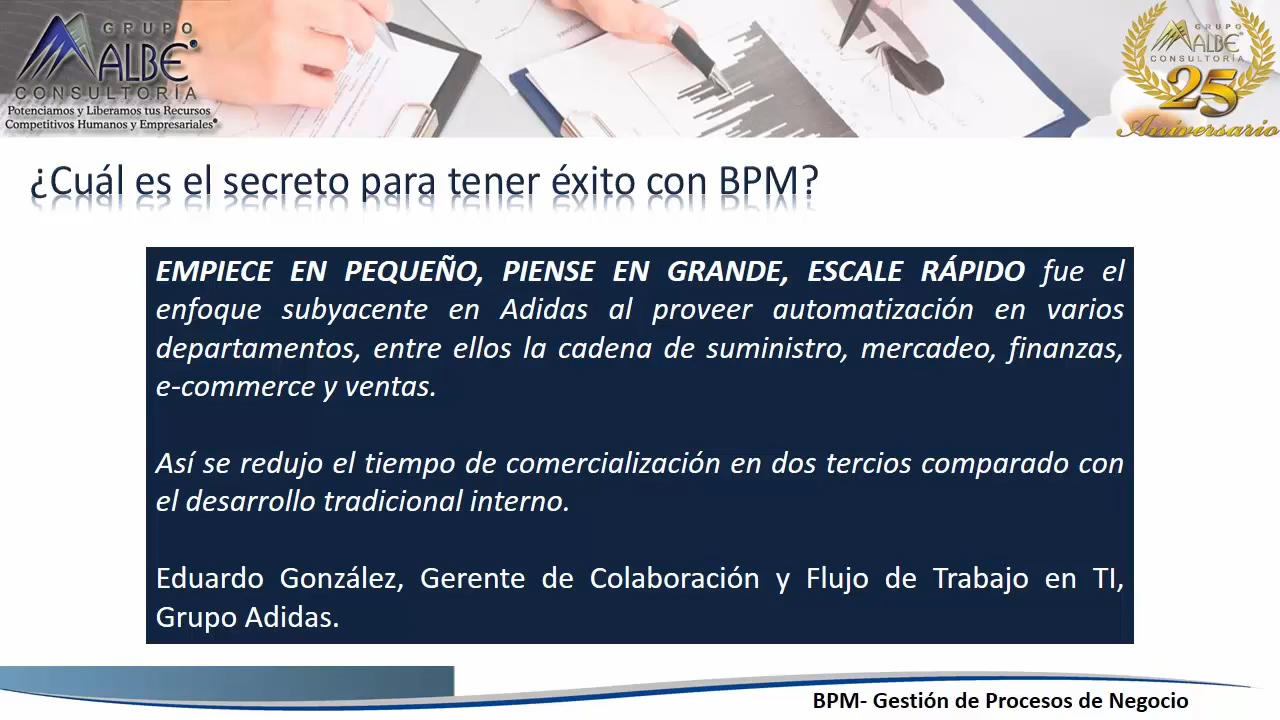 GRUPO
ALBE®
CONSULTORÍA
Potenciamos y Liberamos tus Recursos
Competitivos Humanos y Empresariales®
GRUPO
ALBE
CONSULTORÍA
25
Aniversario
¿Cuál es el secreto para tener éxito con BPM?
EMPIECE EN PEQUEÑO, PIENSE EN GRANDE, ESCALE RÁPIDO fue el
enfoque subyacente en Adidas al proveer automatización en varios
departamentos, entre ellos la cadena de suministro, mercadeo, finanzas,
e-commerce y ventas.
Así se redujo el tiempo de comercialización en dos tercios comparado con
el desarrollo tradicional interno.
Eduardo González, Gerente de Colaboración y Flujo de Trabajo en TI,
Grupo Adidas.
BPM- Gestión de Procesos de Negocio